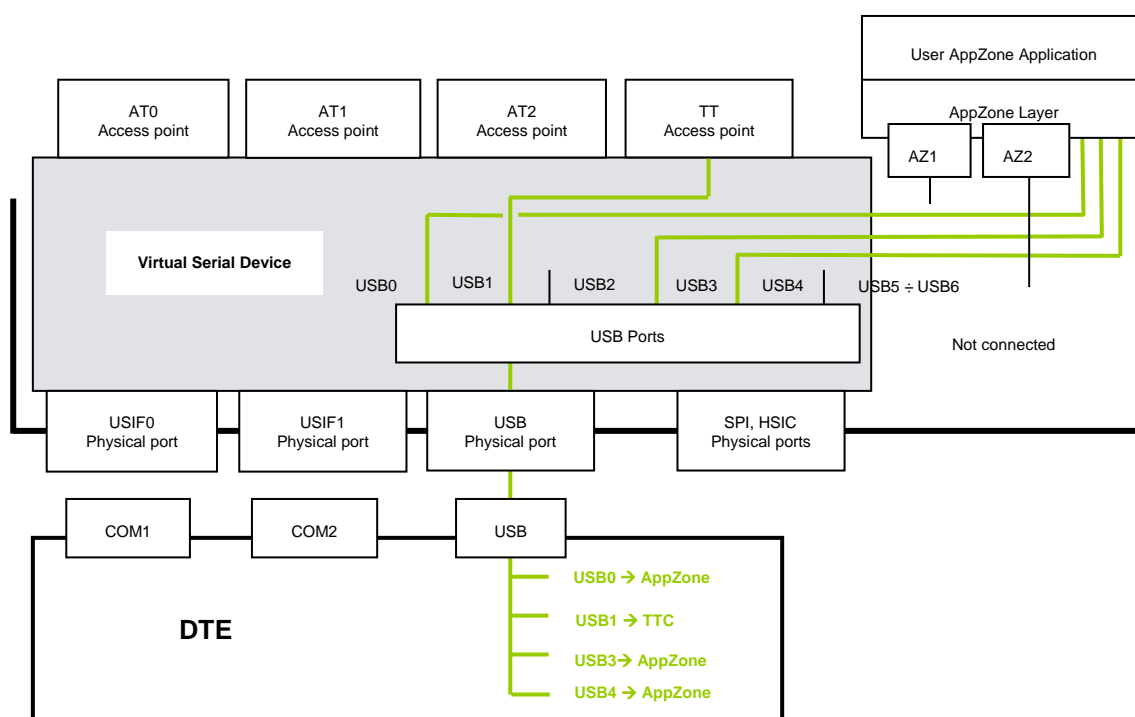 User AppZone Application
AppZone Layer
AT0
Access point
AT1
Access point
AT2
Access point
TT
Access point
AZ1
AZ2
Virtual Serial Device
USB0
USB1
USB2
USB3
USB4
USB5 ÷ USB6
USB Ports
Not connected
USIF0
Physical port
USIF1
Physical port
USB
Physical port
SPI, HSIC
Physical ports
COM1
COM2
USB
DTE
USB0 → AppZone
USB1 → TTC
USB3→ AppZone
USB4 → AppZone